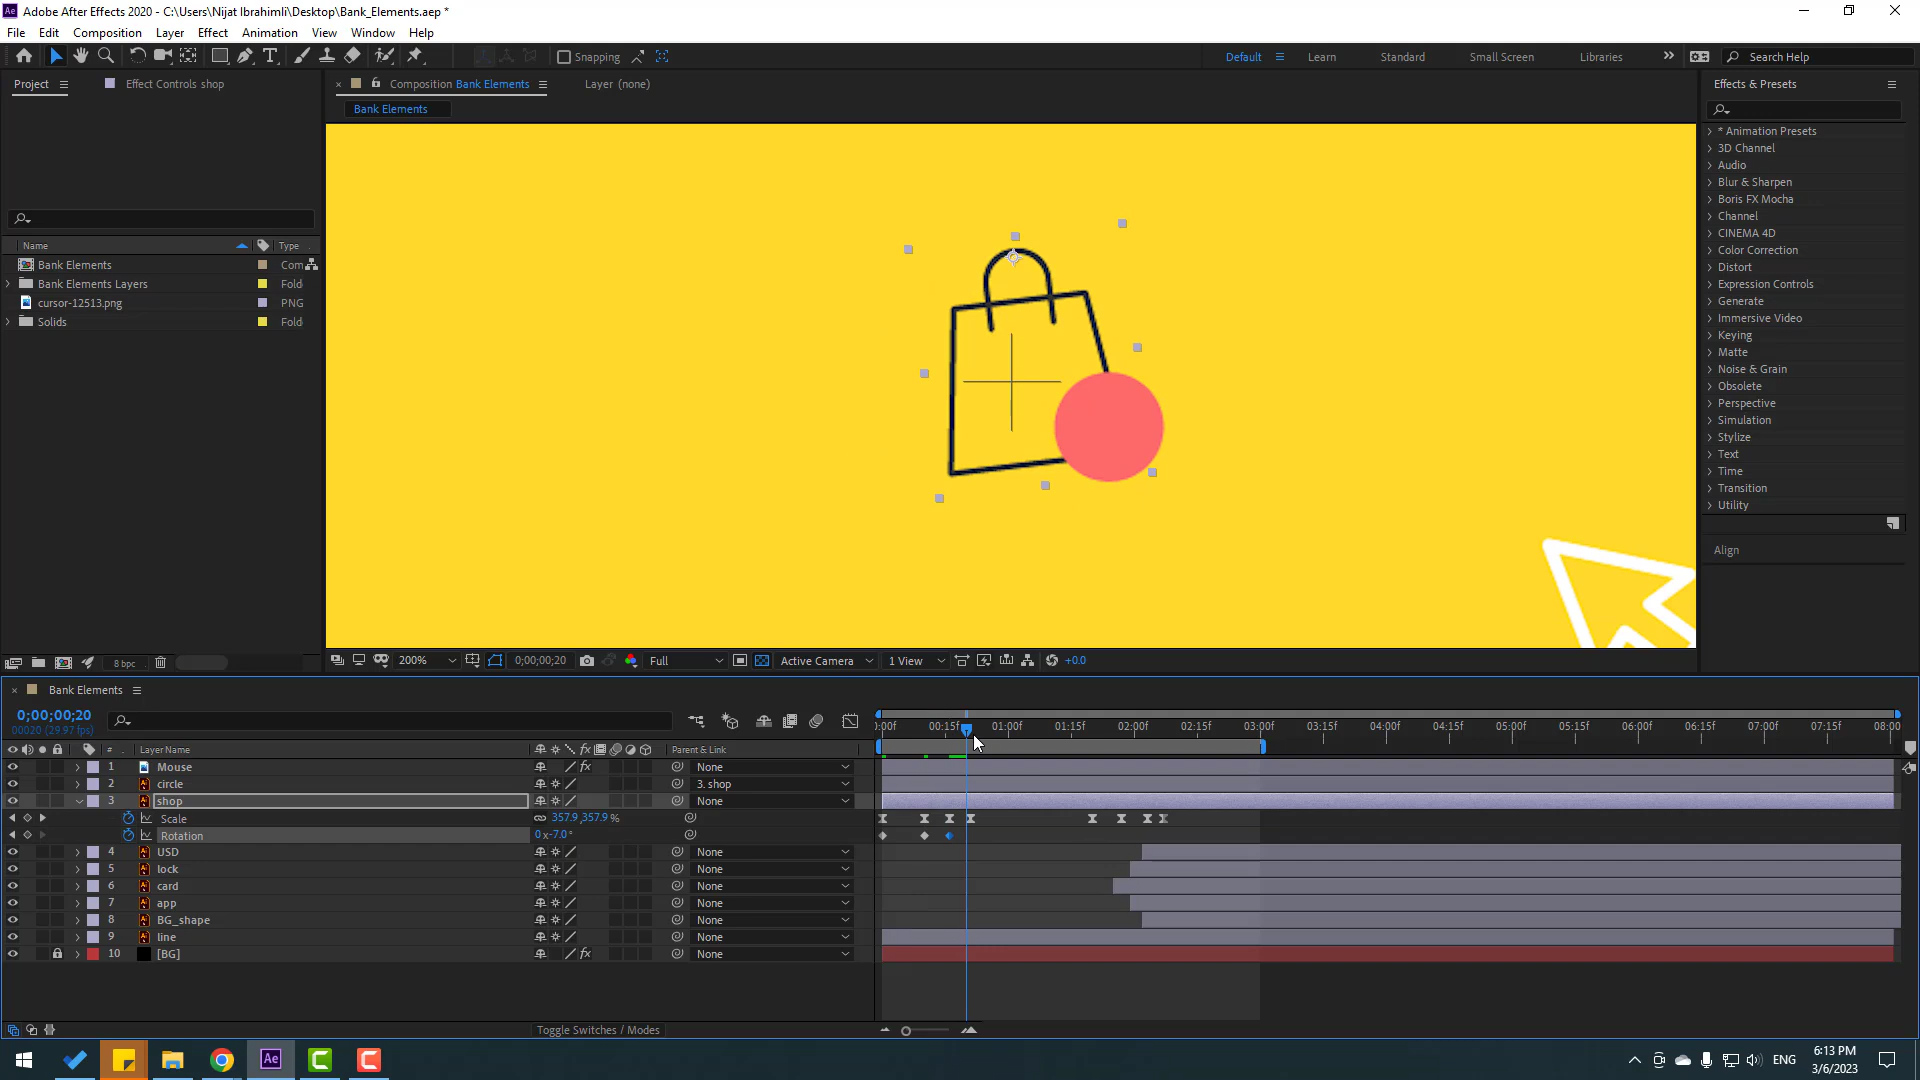 Adobe After Effects 2020 - C:\Users\Nijat Ibrahimli\Desktop\Bank_Elements.aep *
File Edit Composition Layer Effect Animation View Window Help
Snapping Default Learn Standard Small Screen Libraries Search Help
Project Effect Controls shop Composition Bank Elements Layer (none) Effects & Presets
Bank Elements
* Animation Presets
3D Channel
Audio
Blur & Sharpen
Boris FX Mocha
Channel
CINEMA 4D
Color Correction
Distort
Expression Controls
Generate
Immersive Video
Keying
Matte
Noise & Grain
Obsolete
Perspective
Simulation
Stylize
Text
Time
Transition
Utility
Align
Name Type
Bank Elements Com
Bank Elements Layers Fold
cursor-12513.png PNG
Solids Fold
8 bpc 200% 0;00;00;20 Full Active Camera 1 View +0.0
Bank Elements
0;00;00;20
00020 (29.97 fps)
:00f 00:15f 01:00f 01:15f 02:00f 02:15f 03:00f 03:15f 04:00f 04:15f 05:00f 05:15f 06:00f 06:15f 07:00f 07:15f 08:00f
# Layer Name Parent & Link
1 Mouse None
2 circle 3. shop
3 shop None
Scale 357.9,357.9 %
Rotation 0x-7.0°
4 USD None
5 lock None
6 card None
7 app None
8 BG_shape None
9 line None
10 [BG] None
Toggle Switches / Modes
ENG 6:13 PM
3/6/2023